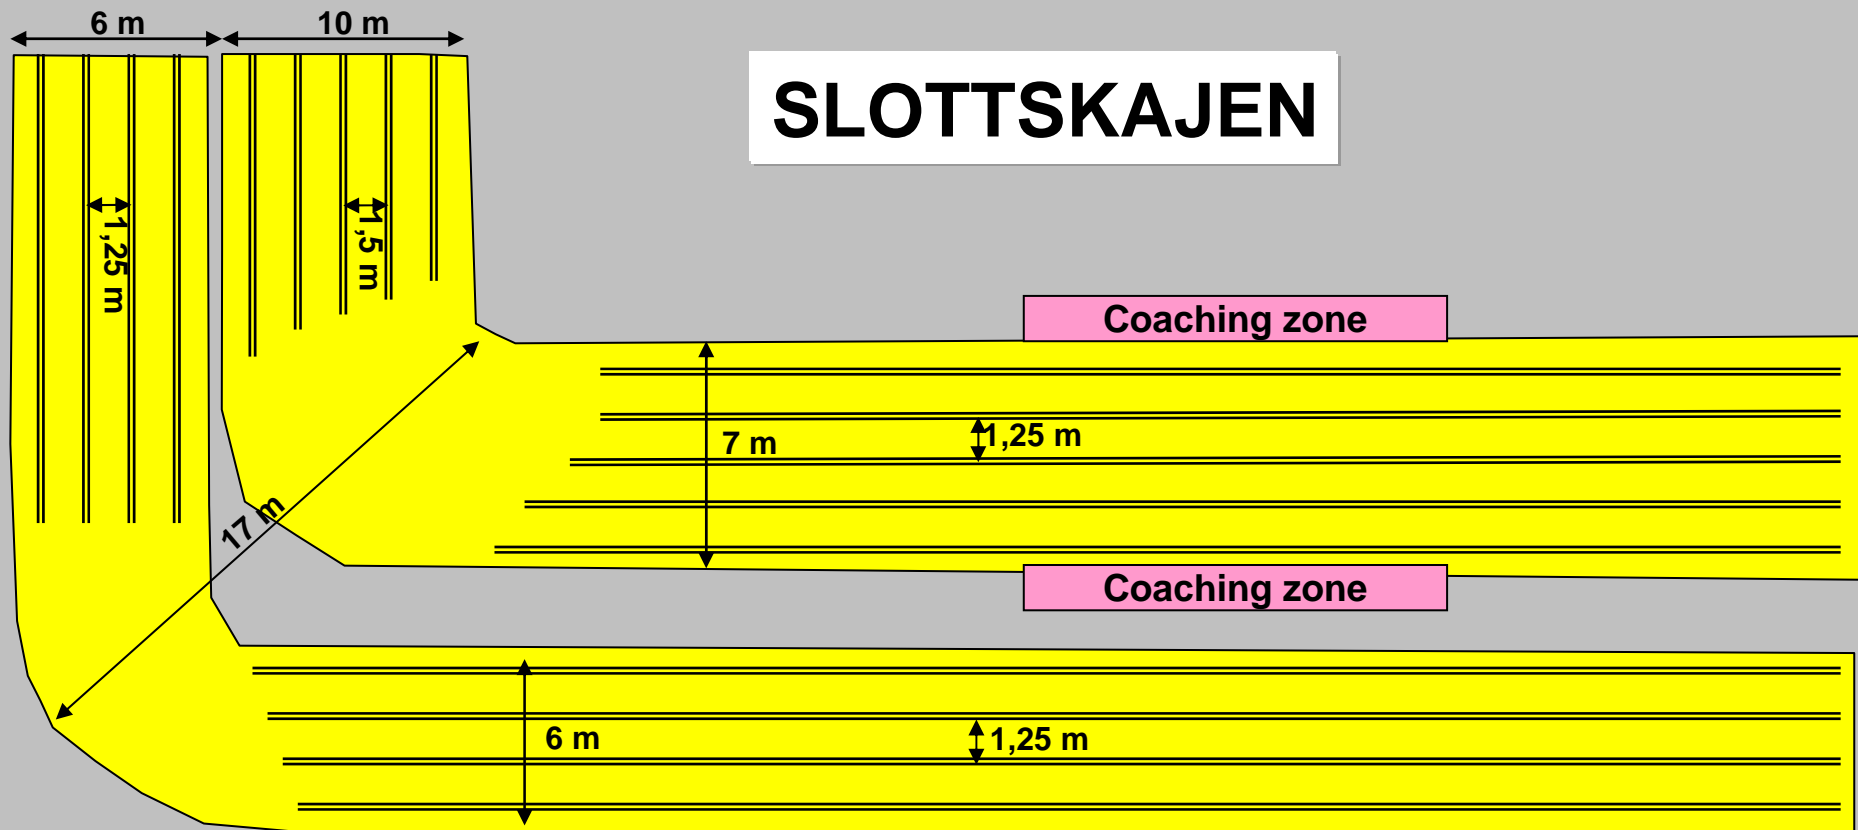 6 m
10 m
SLOTTSKAJEN
1,25 m
1,5 m
Coaching zone
7 m
1,25 m
17 m
Coaching zone
6 m
1,25 m